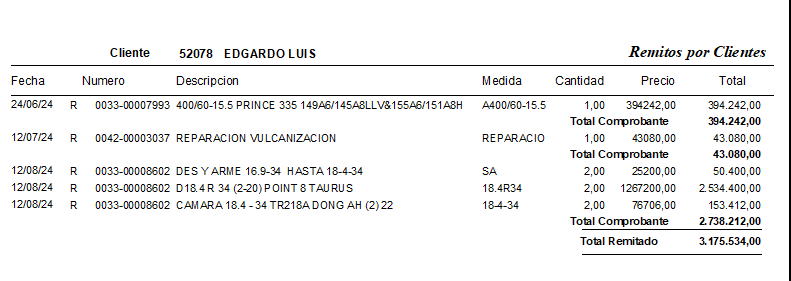 Cliente 52078 EDGARDO LUIS Remitos por Clientes
Fecha Numero Descripcion Medida Cantidad Precio Total
24/06/24 R 0033-00007993 400/60-15.5 PRINCE 335 149A6/145A8LLV&155A6/151A8H A400/60-15.5 1,00 394242,00 394.242,00
Total Comprobante 394.242,00
12/07/24 R 0042-00003037 REPARACION VULCANIZACION REPARACIO 1,00 43080,00 43.080,00
Total Comprobante 43.080,00
12/08/24 R 0033-00008602 DES Y ARME 16.9-34 HASTA 18-4-34 SA 2,00 25200,00 50.400,00
12/08/24 R 0033-00008602 D18.4 R 34 (2-20) POINT 8 TAURUS 18.4R34 2,00 1267200,00 2.534.400,00
12/08/24 R 0033-00008602 CAMARA 18.4 - 34 TR218A DONG AH (2) 22 18-4-34 2,00 76706,00 153.412,00
Total Comprobante 2.738.212,00
Total Remitado 3.175.534,00